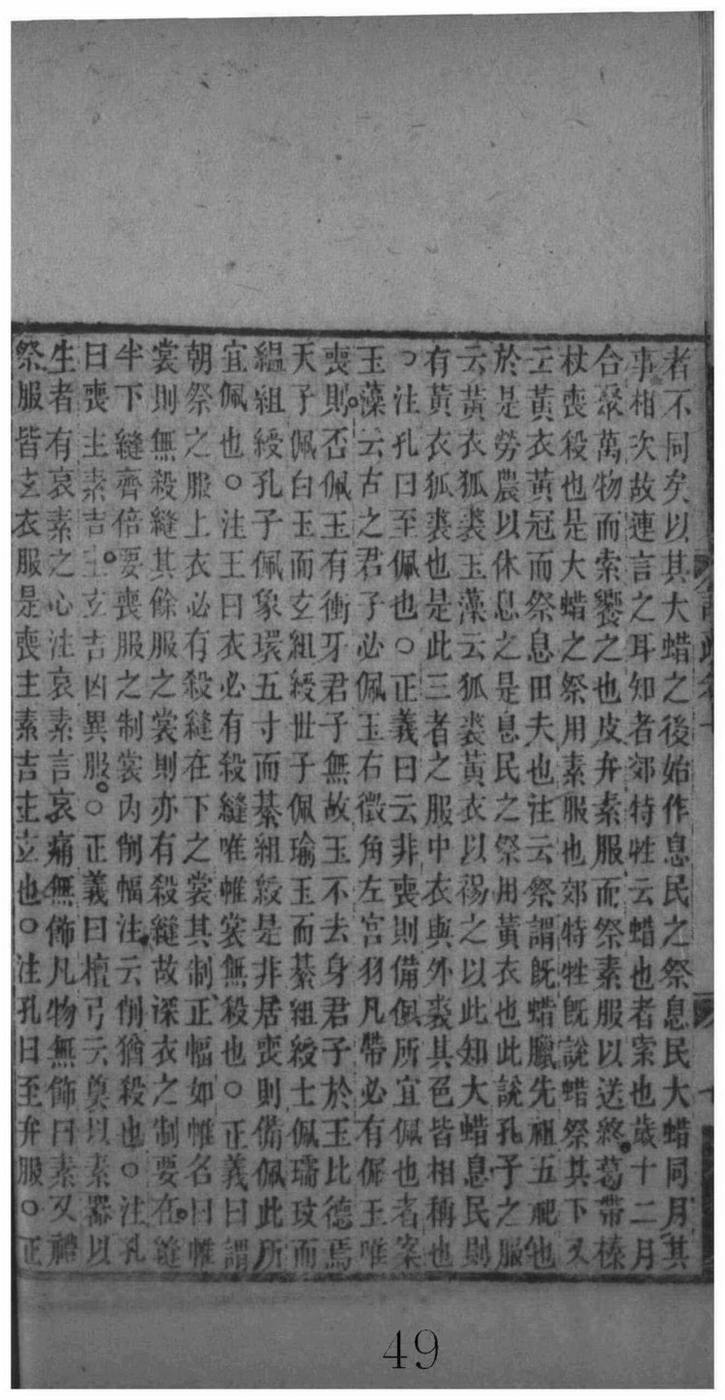 者不同矣以其大蜡之後始作息民之祭息民大蜡同月其
事相次故連言之耳知者郊特牲云蜡也者索也歲十二月
合聚萬物而索饗之也皮弁素服而祭素服以送終葛帶榛
杖喪殺也是大蜡之祭用素服也郊特牲旣說蜡祭其下又
云黃衣黃冠而祭息田夫也注云祭謂旣蜡臘先祖五祀也
於是勞農以休息之是息民之祭用黃衣也此說孔子之服
云黃衣狐裘玉藻云狐裘黃衣以裼之以此知大蜡息民則
有黃衣狐裘也是此三者之服中衣與外裘其色皆相稱也
○注孔曰至佩也○正義曰云非喪則備佩所宜佩也者案
玉藻云古之君子必佩玉右徵角左宮羽凡帶必有佩玉唯
喪則否佩玉有衝牙君子無故玉不去身君子於玉比德焉
天子佩白玉而玄組綬世子佩瑜玉而綦組綬士佩瓀玟而
縕組綬孔子佩象環五寸而綦組綬是非居喪則備佩此所
宜佩也○注王曰衣必有殺縫唯帷裳無殺也○正義曰謂
朝祭之服上衣必有殺縫在下之裳其制正幅如帷名曰帷
裳則無殺縫其餘服之裳則亦有殺縫故深衣之制要在縫
半下縫齊倍要喪服之制裳內削幅注云削猶殺也○注孔
曰喪主素吉主玄吉凶異服○正義曰檀弓云奠以素器以
生者有哀素之心注哀素言哀痛無飾凡物無飾曰素又禮
祭服皆玄衣服是喪主素吉主玄也○注孔曰至弁服○正
十
49